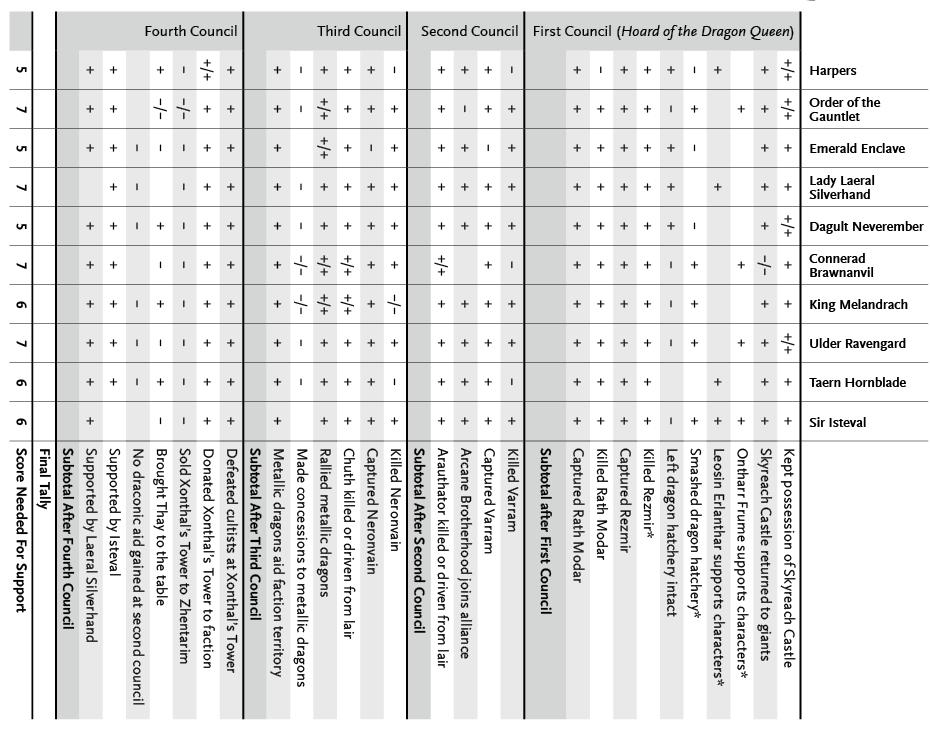 Harpers
Order of the
Gauntlet
Emerald Enclave
Lady Laeral
Silverhand
Dagult Neverember
Connerad
Brawnanvil
King Melandrach
Ulder Ravengard
Taern Hornblade
Sir Isteval
First Council (Hoard of the Dragon Queen)
+/+ +/+ + + +/+ + + +/+ + + Kept possession of Skyreach Castle
+ + + + + –/– + + + + Skyreach Castle returned to giants
+ + + + Ontharr Frume supports characters*
+ + + + Leosin Erlanthar supports characters*
– + – – + + + + Smashed dragon hatchery*
+ – + + + – – – – Left dragon hatchery intact
+ + + + + + + + + + Killed Rezmir*
+ + + + + + + + + + Captured Rezmir
– + + + + + + + + + Killed Rath Modar
+ + + + + + + + + + Captured Rath Modar
Subtotal after First Council
Second Council
– + + + + – + + – + Killed Varram
+ + – + + + + + + + Captured Varram
+ – + + + + + + + Arcane Brotherhood joins alliance
+ + + + + +/+ + + + + Arauthator killed or driven from lair
Subtotal After Second Council
Third Council
– + + + + + –/– + – + Killed Neronvain
+ + – + + + + + + + Captured Neronvain
+ + + + + +/+ +/+ + + + Chuth killed or driven from lair
+ +/+ +/+ + + +/+ +/+ + + + Rallied metallic dragons
– – – – –/– –/– – – Made concessions to metallic dragons
+ + + + + + + + + + Metallic dragons aid faction territory
Subtotal After Third Council
Fourth Council
+ + + + + + + + + + Defeated cultists at Xonthal's Tower
+/+ + + + + + + + + + Donated Xonthal's Tower to faction
– –/– – – – – – – – – Sold Xonthal's Tower to Zhentarim
+ –/– – + – + – + – Brought Thay to the table
– – – – – – No draconic aid gained at second council
+ + + + + + + + + Supported by Isteval
+ + + + + + + + + Supported by Laeral Silverhand
Subtotal After Fourth Council
Final Tally
5 7 5 7 5 7 6 7 6 6 Score Needed For Support